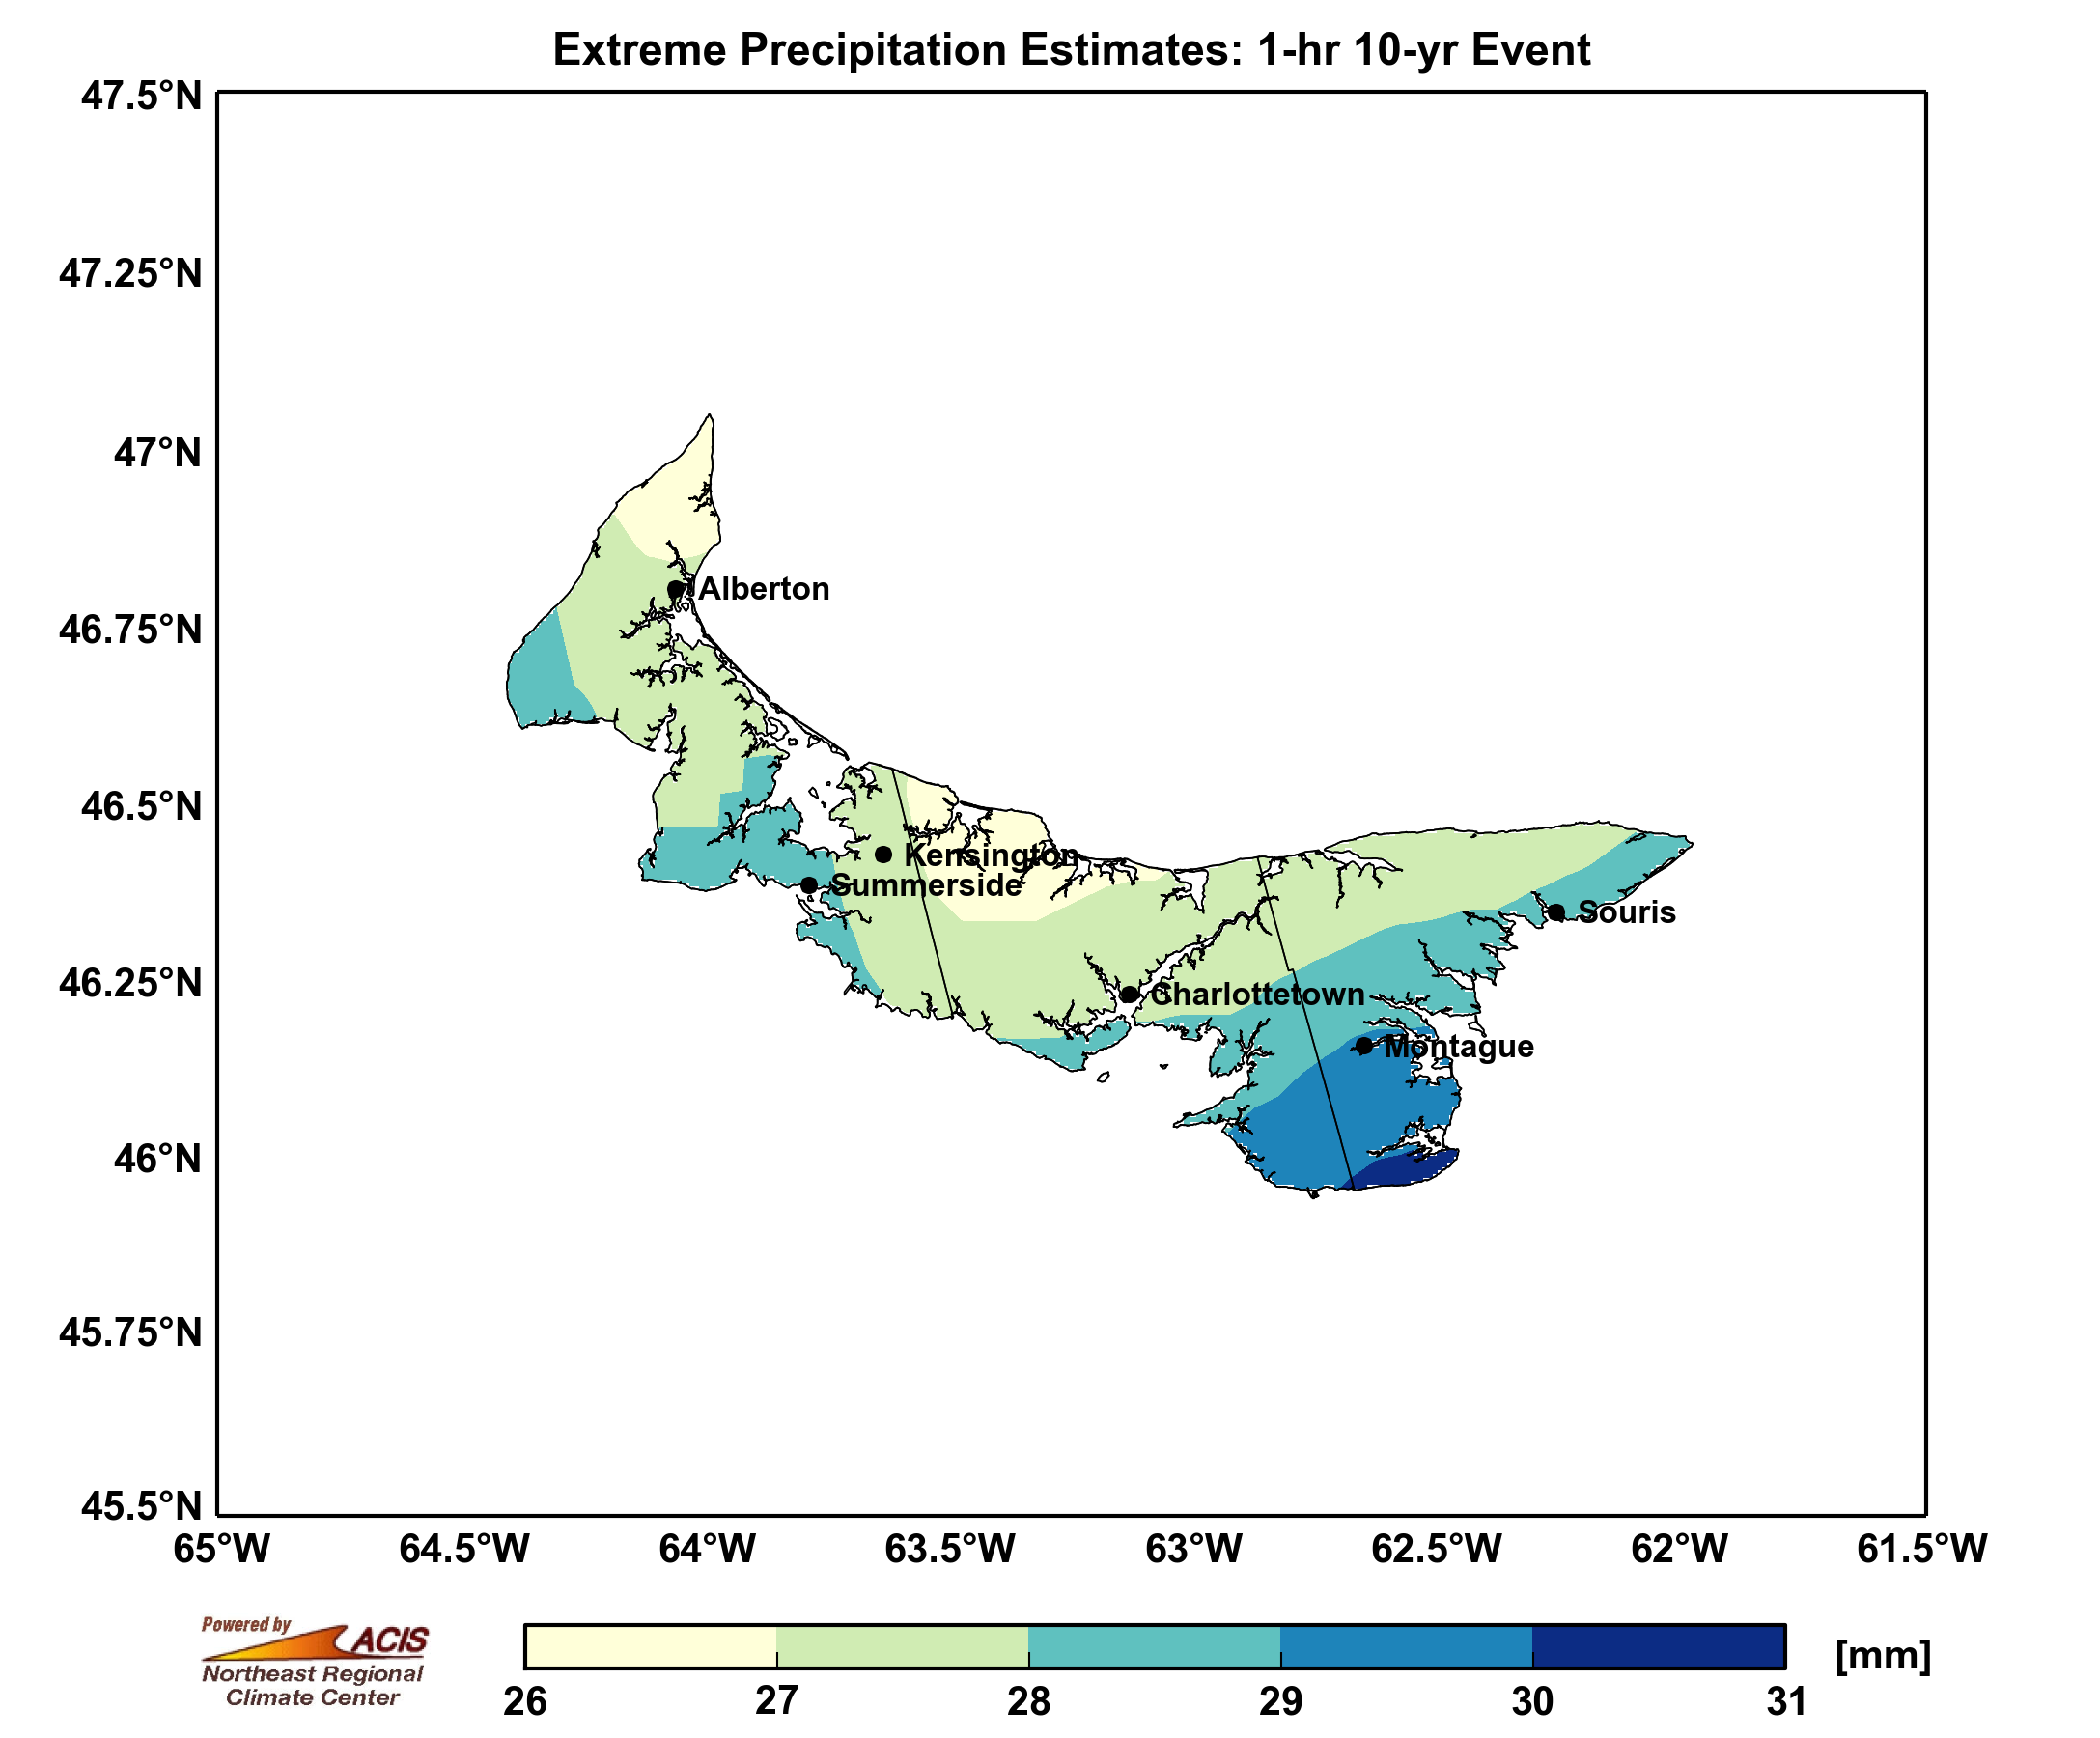 Extreme Precipitation Estimates: 1-hr 10-yr Event
47.5°N
47.25°N
47°N
46.75°N
46.5°N
46.25°N
46°N
45.75°N
45.5°N
Alberton
Kensington
Summerside
Souris
Charlottetown
Montague
65°W 64.5°W 64°W 63.5°W 63°W 62.5°W 62°W 61.5°W
Powered by
ACIS
Northeast Regional
Climate Center
[mm]
26 27 28 29 30 31